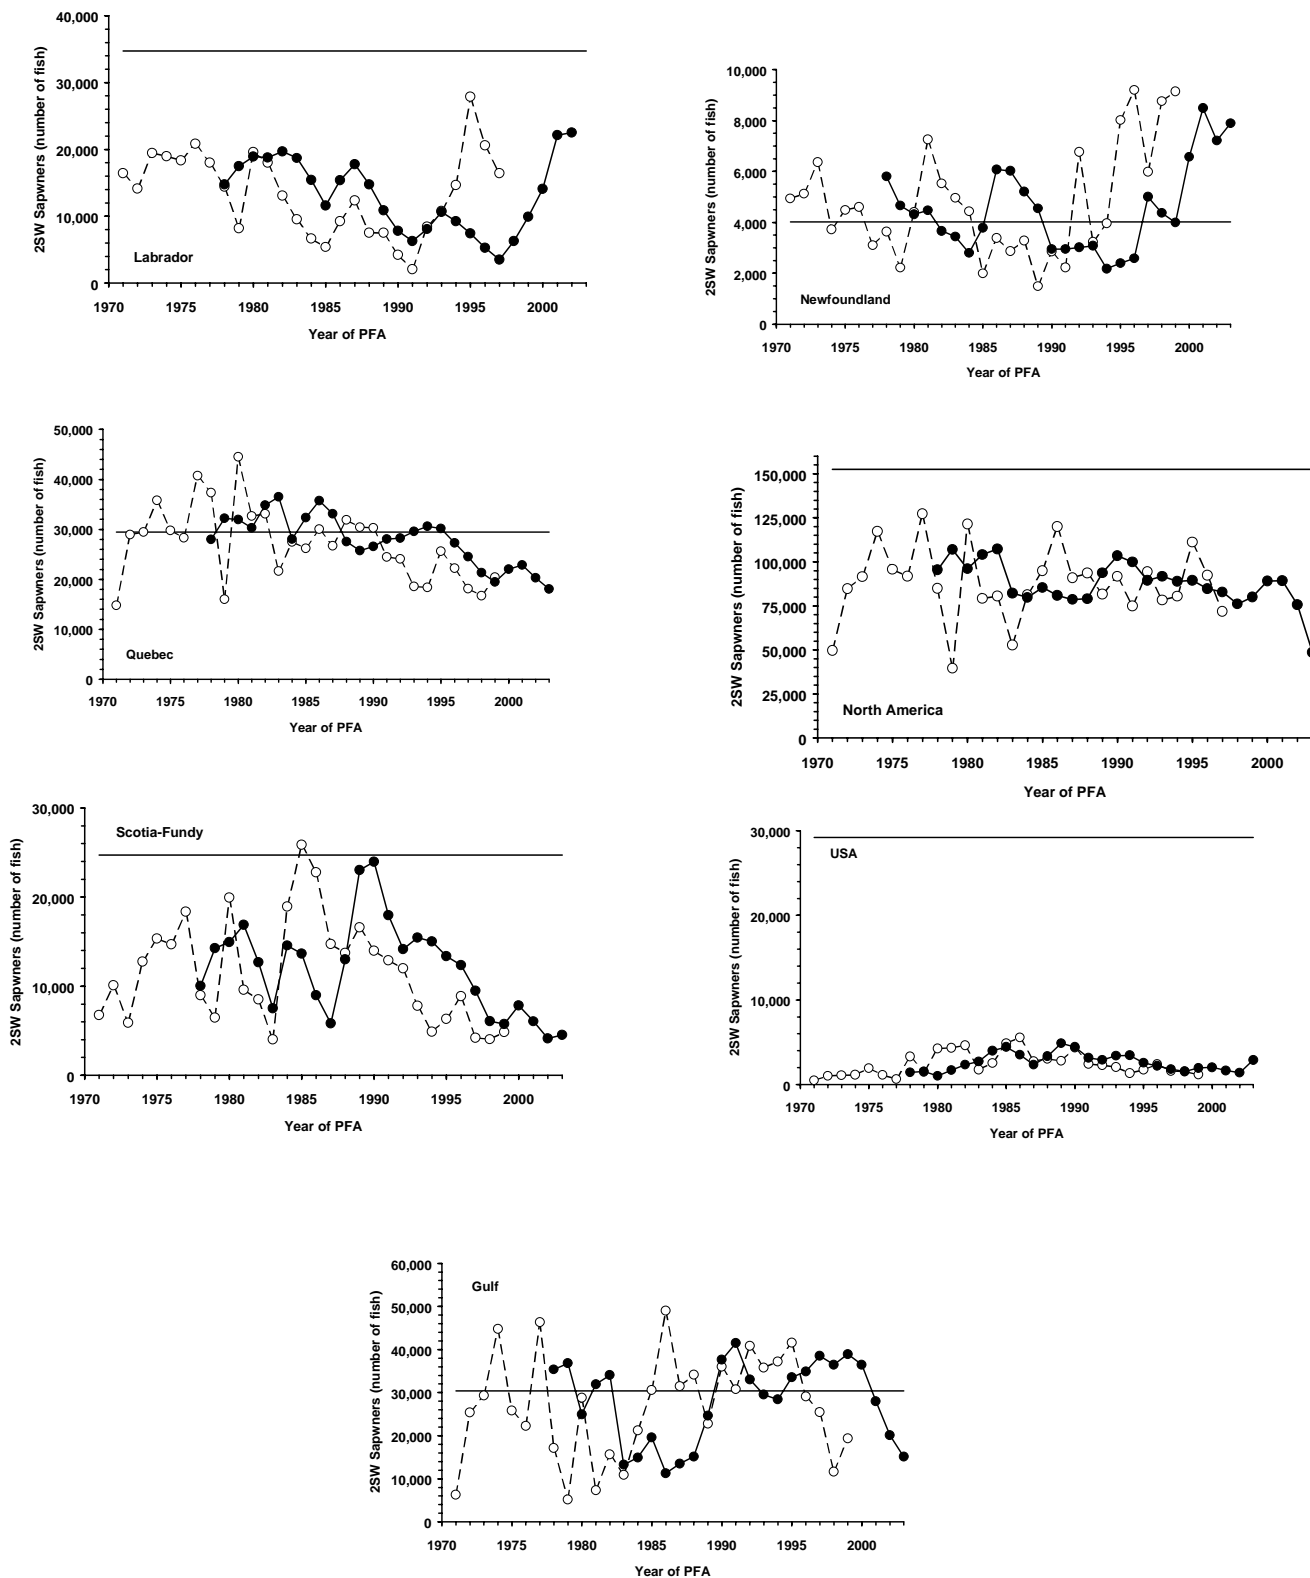 40,000
30,000
20,000
10,000
0
2SW Sapwners (number of fish)
Labrador
1970 1975 1980 1985 1990 1995 2000
Year of PFA
10,000
8,000
6,000
4,000
2,000
0
2SW Sapwners (number of fish)
Newfoundland
1970 1975 1980 1985 1990 1995 2000
Year of PFA
50,000
40,000
30,000
20,000
10,000
0
2SW Sapwners (number of fish)
Quebec
1970 1975 1980 1985 1990 1995 2000
Year of PFA
150,000
125,000
100,000
75,000
50,000
25,000
0
2SW Sapwners (number of fish)
North America
1970 1975 1980 1985 1990 1995 2000
Year of PFA
30,000
20,000
10,000
0
2SW Sapwners (number of fish)
Scotia-Fundy
1970 1975 1980 1985 1990 1995 2000
Year of PFA
30,000
20,000
10,000
0
2SW Sapwners (number of fish)
USA
1970 1975 1980 1985 1990 1995 2000
Year of PFA
60,000
50,000
40,000
30,000
20,000
10,000
0
2SW Sapwners (number of fish)
Gulf
1970 1975 1980 1985 1990 1995 2000
Year of PFA